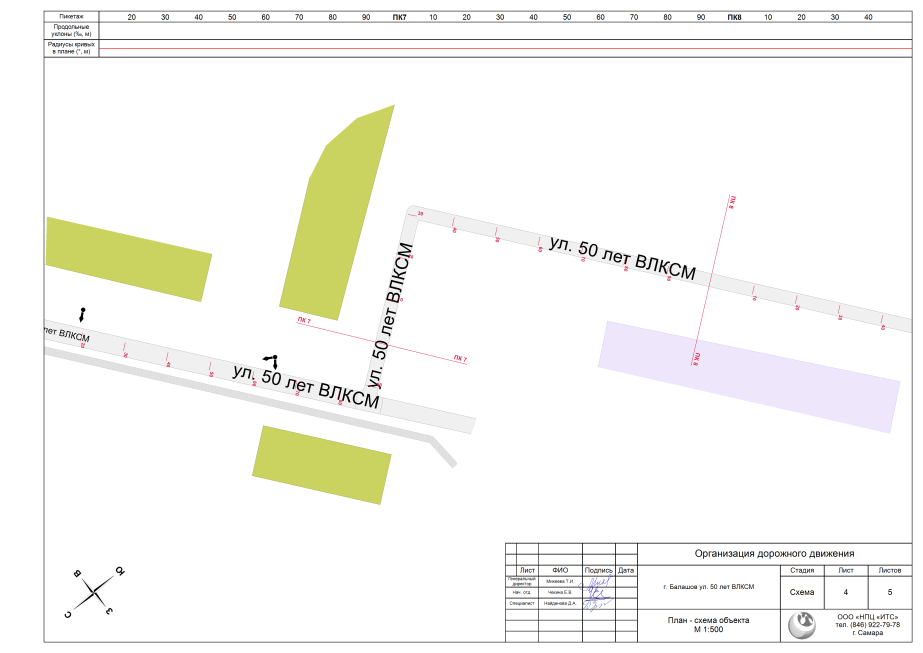 Пикетаж 20 30 40 50 60 70 80 90 ПК7 10 20 30 40 50 60 70 80 90 ПК8 10 20 30 40
Продольные
уклоны (‰, м)
Радиусы кривых
в плане (°, м)
ул. 50 лет ВЛКСМ
ПК 8
ул. 50 лет ВЛКСМ
ПК 7
ПК 7
ПК 8
лет ВЛКСМ
ул. 50 лет ВЛКСМ
В Ю
С З
Организация дорожного движения
Лист ФИО Подпись Дата
Стадия Лист Листов
Генеральный
директор
Михеева Т.И.
Нач. отд. Чекина Е.В.
Специалист Найденова Д.А.
г. Балашов ул. 50 лет ВЛКСМ
Схема 4 5
План - схема объекта
М 1:500
ООО «НПЦ «ИТС»
тел. (846) 922-79-78
г. Самара